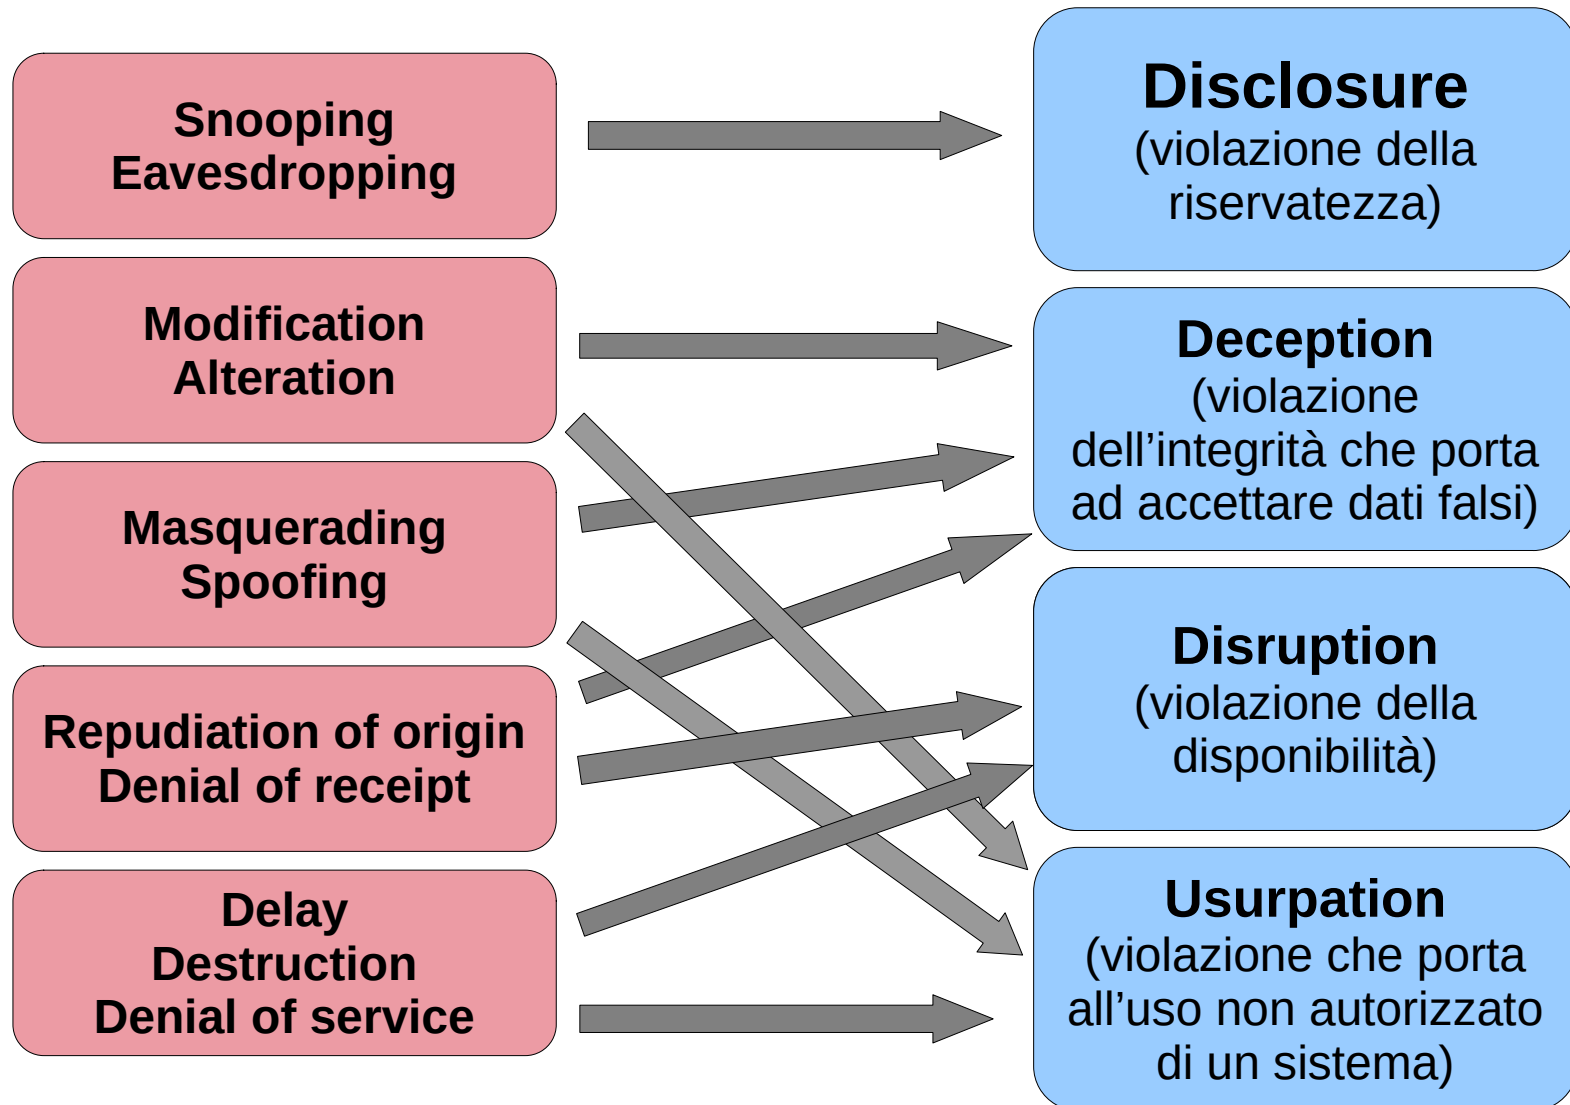 Snooping
Eavesdropping
Modification
Alteration
Masquerading
Spoofing
Repudiation of origin
Denial of receipt
Delay
Destruction
Denial of service
Disclosure
(violazione della
riservatezza)
Deception
(violazione
dell’integrità che porta
ad accettare dati falsi)
Disruption
(violazione della
disponibilità)
Usurpation
(violazione che porta
all’uso non autorizzato
di un sistema)